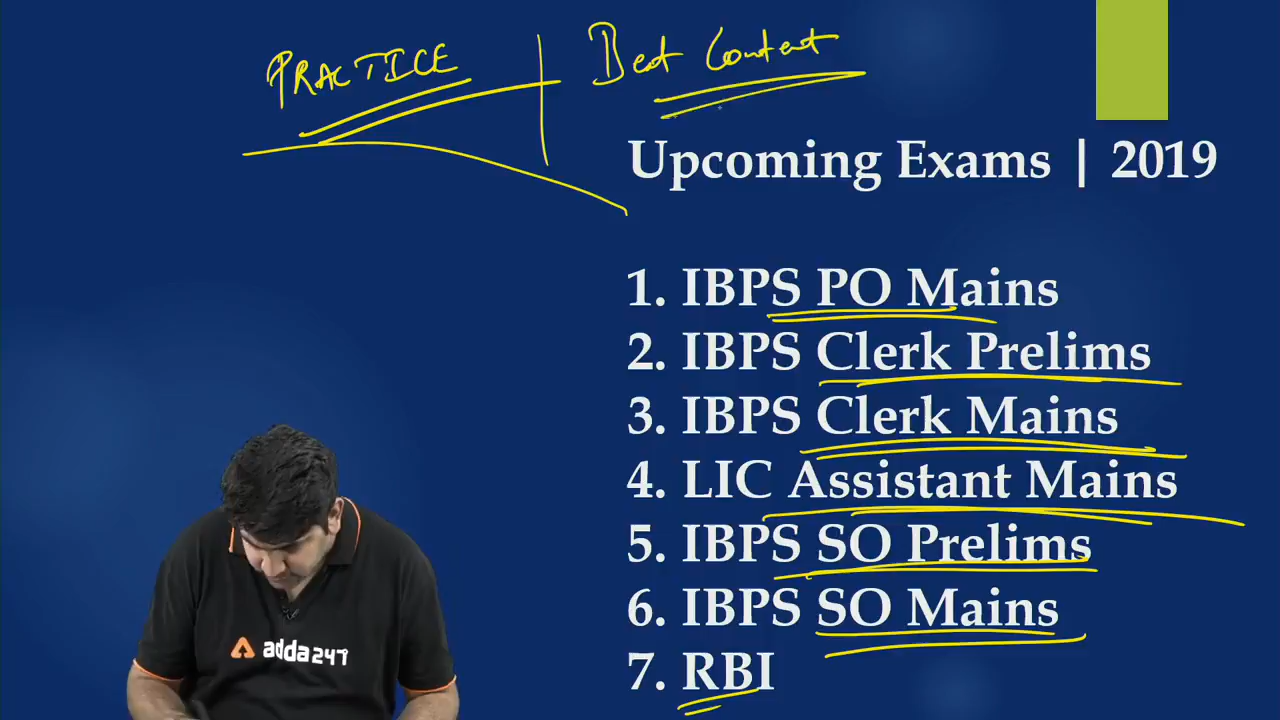 PRACTICE
Best Content
Upcoming Exams | 2019
1. IBPS PO Mains
2. IBPS Clerk Prelims
3. IBPS Clerk Mains
4. LIC Assistant Mains
5. IBPS SO Prelims
6. IBPS SO Mains
7. RBI
adda247